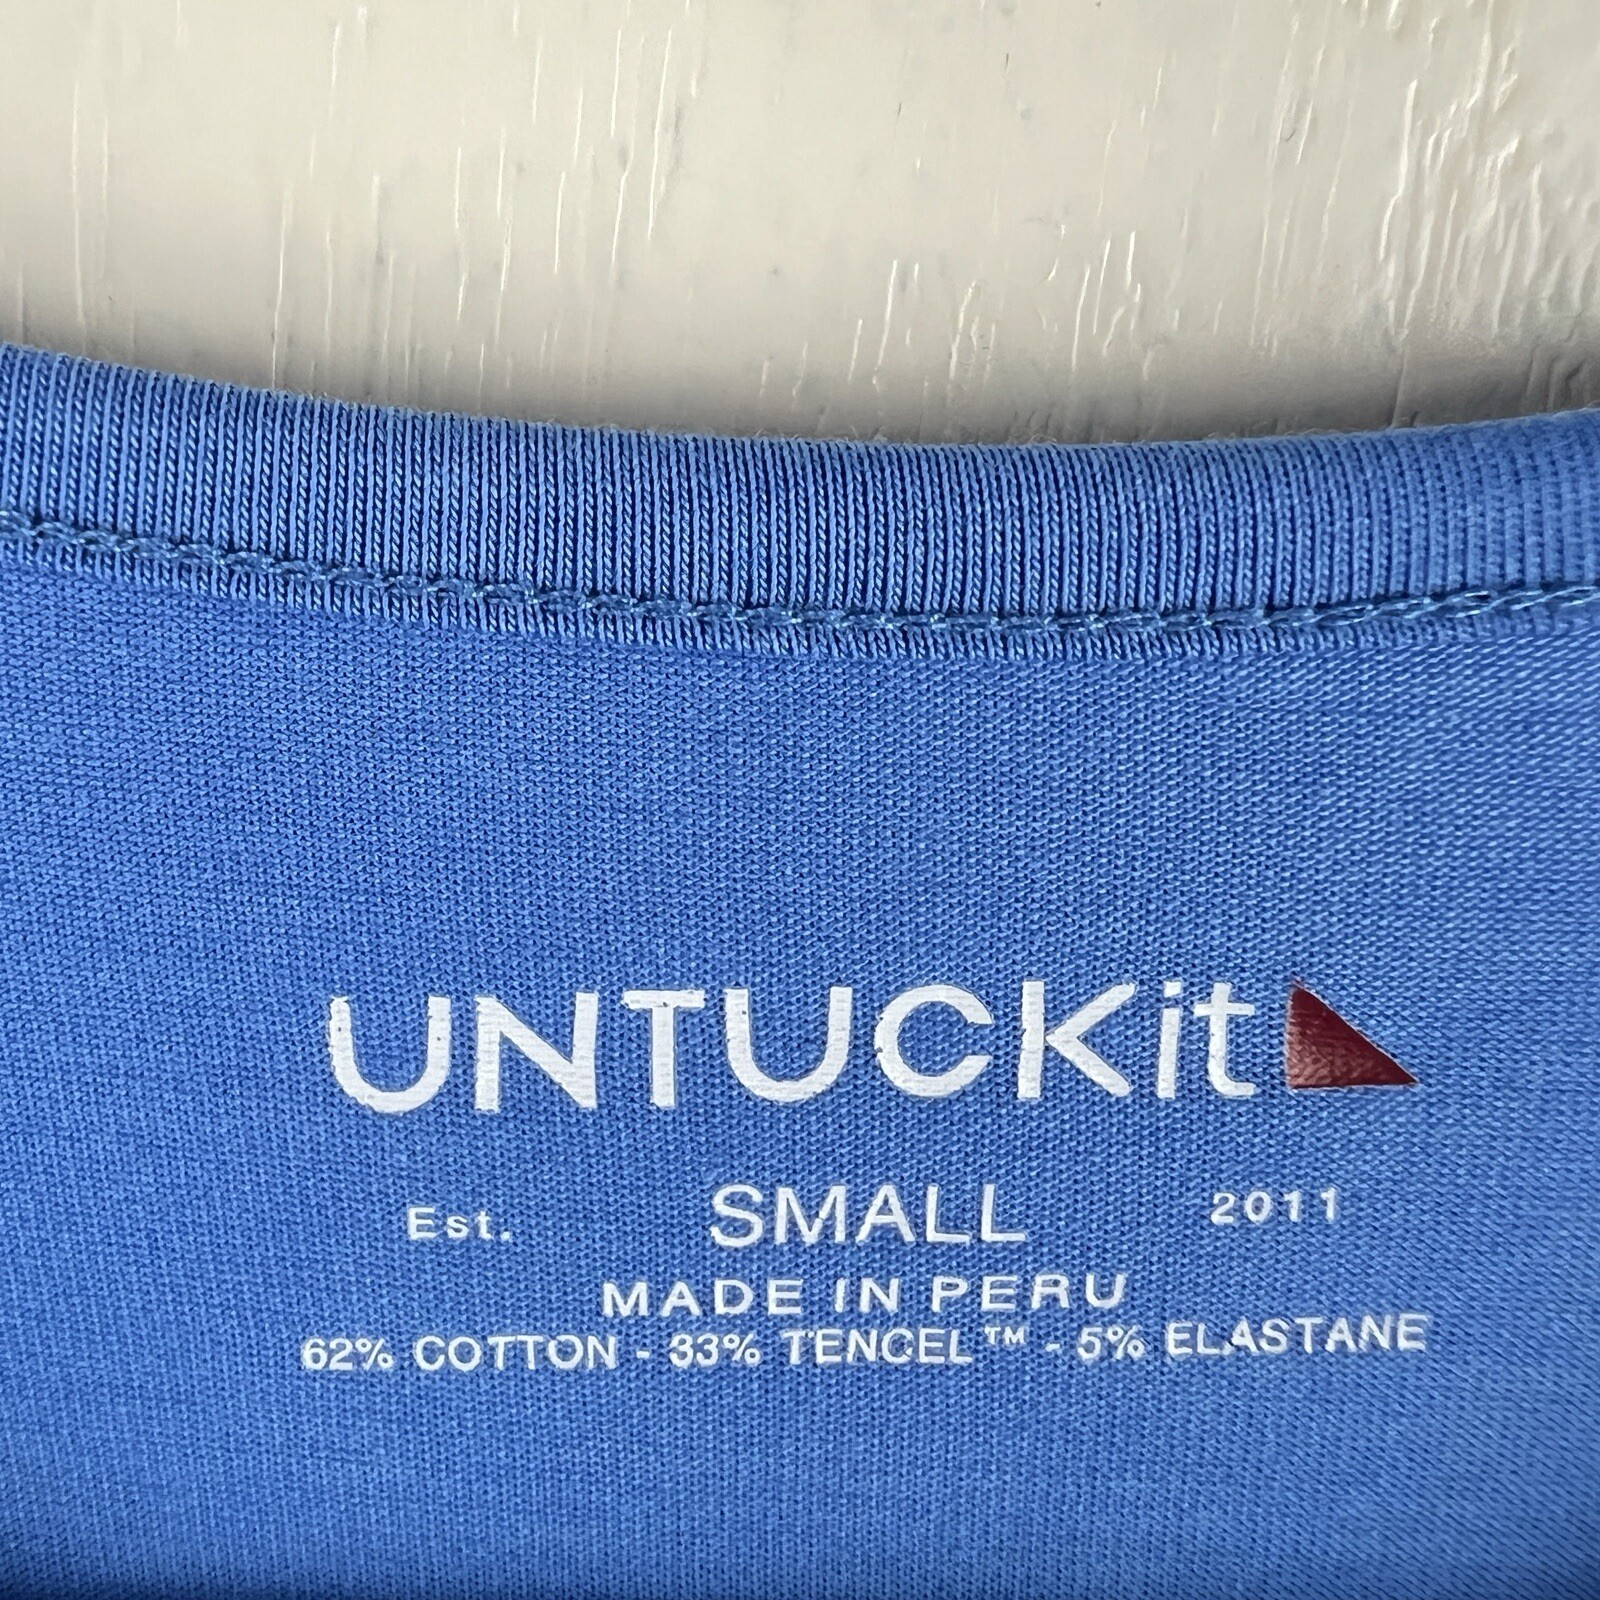 UNTUCKit
Est. SMALL 2011
MADE IN PERU
62% COTTON - 33% TENCEL™ - 5% ELASTANE